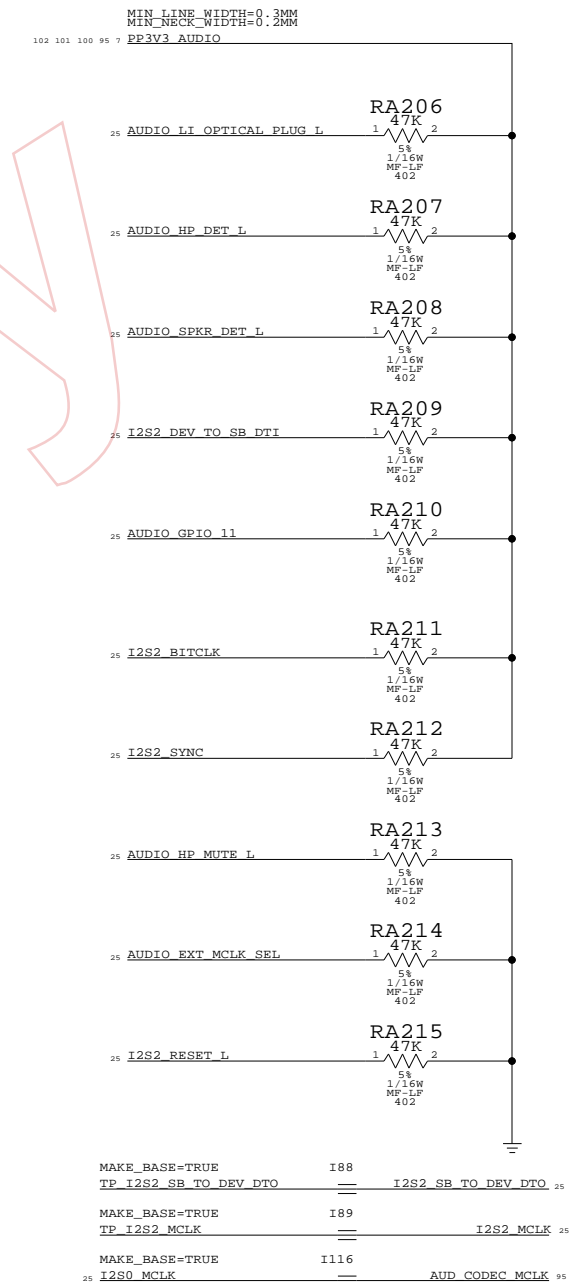 MIN_LINE_WIDTH=0.3MM
MIN_NECK_WIDTH=0.2MM
102 101 100 95 7 PP3V3_AUDIO
RA206
47K
25 AUDIO_LI_OPTICAL_PLUG_L 1 2
5%
1/16W
MF-LF
402
RA207
47K
25 AUDIO_HP_DET_L 1 2
5%
1/16W
MF-LF
402
RA208
47K
25 AUDIO_SPKR_DET_L 1 2
5%
1/16W
MF-LF
402
RA209
47K
25 I2S2_DEV_TO_SB_DTI 1 2
5%
1/16W
MF-LF
402
RA210
47K
25 AUDIO_GPIO_11 1 2
5%
1/16W
MF-LF
402
RA211
47K
25 I2S2_BITCLK 1 2
5%
1/16W
MF-LF
402
RA212
47K
25 I2S2_SYNC 1 2
5%
1/16W
MF-LF
402
RA213
47K
25 AUDIO_HP_MUTE_L 1 2
5%
1/16W
MF-LF
402
RA214
47K
25 AUDIO_EXT_MCLK_SEL 1 2
5%
1/16W
MF-LF
402
RA215
47K
25 I2S2_RESET_L 1 2
5%
1/16W
MF-LF
402
MAKE_BASE=TRUE I88
TP_I2S2_SB_TO_DEV_DTO I2S2_SB_TO_DEV_DTO 25
MAKE_BASE=TRUE I89
TP_I2S2_MCLK I2S2_MCLK 25
MAKE_BASE=TRUE I116
25 I2S0_MCLK AUD_CODEC_MCLK 95
y